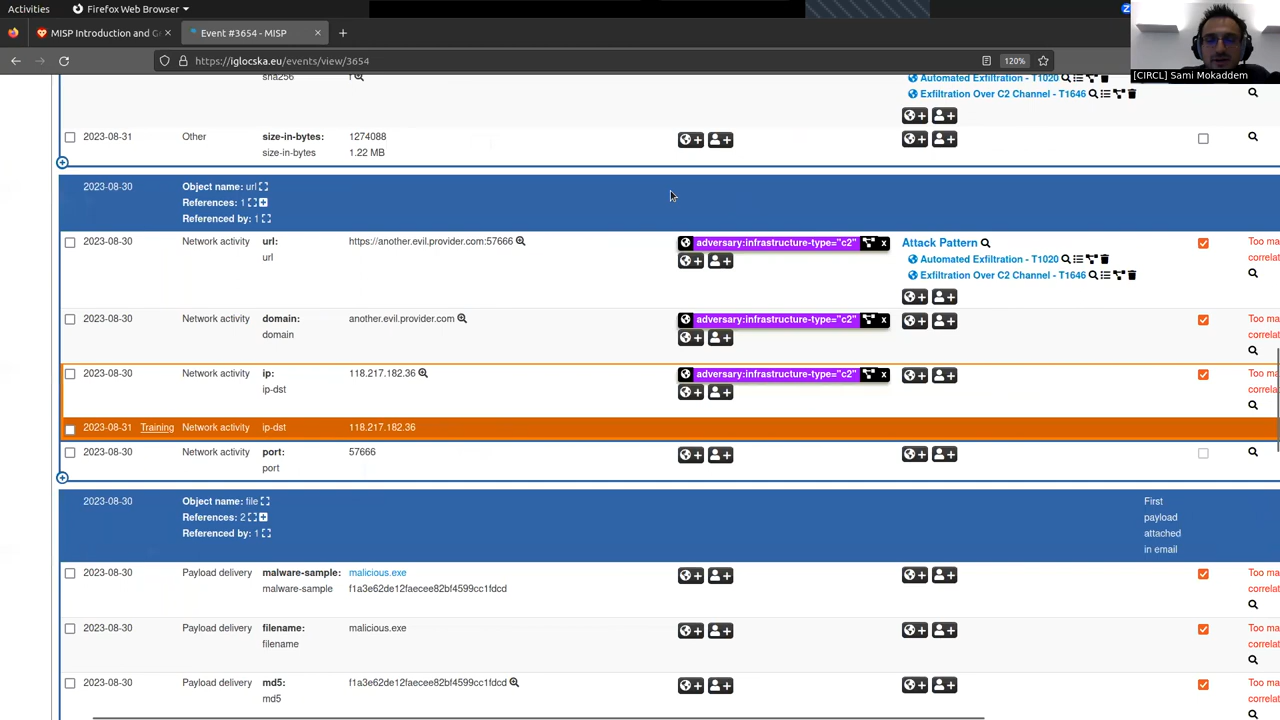 Activities
Firefox Web Browser
MISP Introduction and G
Event #3654 - MISP
https://iglocska.eu/events/view/3654
120%
[CIRCL] Sami Mokaddem
sha256
Automated Exfiltration - T1020
Exfiltration Over C2 Channel - T1646
2023-08-31 Other size-in-bytes: 1274088
size-in-bytes 1.22 MB
2023-08-30 Object name: url
References: 1
Referenced by: 1
2023-08-30 Network activity url: https://another.evil.provider.com:57666 adversary:infrastructure-type="c2" x Attack Pattern Too ma
url correlat
Automated Exfiltration - T1020
Exfiltration Over C2 Channel - T1646
2023-08-30 Network activity domain: another.evil.provider.com adversary:infrastructure-type="c2" x Too ma
domain correlat
2023-08-30 Network activity ip: 118.217.182.36 adversary:infrastructure-type="c2" x Too ma
ip-dst correlat
2023-08-31 Training Network activity ip-dst 118.217.182.36
2023-08-30 Network activity port: 57666
port
2023-08-30 Object name: file First
References: 2 payload
Referenced by: 1 attached
in email
2023-08-30 Payload delivery malware-sample: malicious.exe Too ma
malware-sample f1a3e62de12faecee82bf4599cc1fdcd correlat
2023-08-30 Payload delivery filename: malicious.exe Too ma
filename correlat
2023-08-30 Payload delivery md5: f1a3e62de12faecee82bf4599cc1fdcd Too ma
md5 correlat